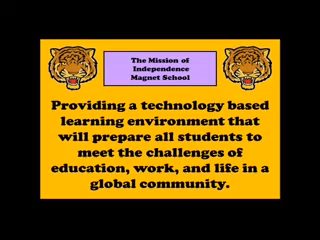 The Mission of
Independence
Magnet School
Providing a technology based
learning environment that
will prepare all students to
meet the challenges of
education, work, and life in a
global community.